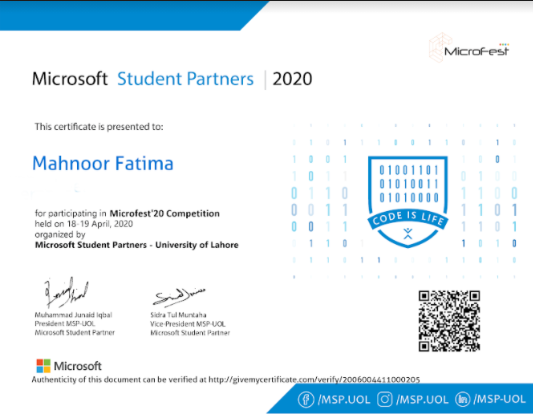 MicroFest
Microsoft Student Partners | 2020
This certificate is presented to:
Mahnoor Fatima
for participating in Microfest'20 Competition
held on 18-19 April, 2020
organized by
Microsoft Student Partners - University of Lahore
01001101
01010011
01010000
CODE IS LIFE
Muhammad Junaid Iqbal
President MSP-UOL
Microsoft Student Partner
Sidra Tul Muntaha
Vice-President MSP-UOL
Microsoft Student Partner
Microsoft
Authenticity of this document can be verified at http://givemycertificate.com/verify/2006004411000205
/MSP.UOL /MSP.UOL /MSP-UOL